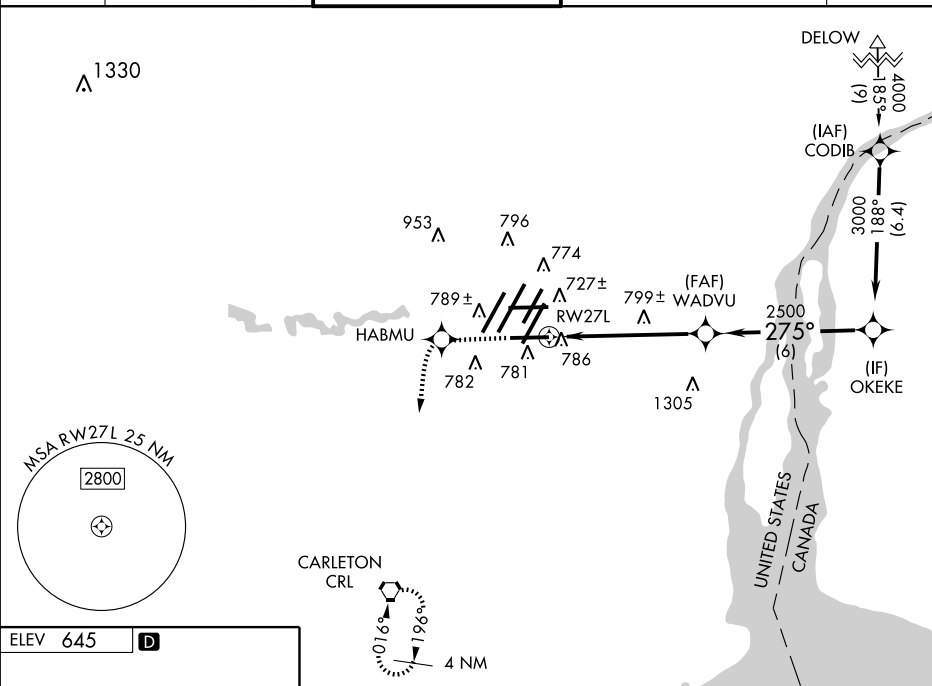 DELOW
1330
4000
185°
(9)
(IAF)
CODIB
3000
188°
(6.4)
953
796
774
727±
799±
(FAF)
WADVU
789±
RW27L
2500
275°
(6)
HABMU
782
781
786
1305
(IF)
OKEKE
MSA RW27L 25 NM
2800
UNITED STATES
CANADA
CARLETON
CRL
016°
196°
4 NM
ELEV 645
D